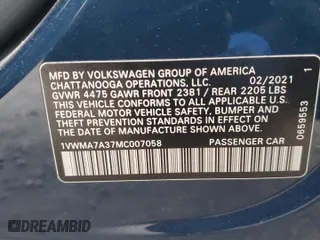 MFD BY VOLKSWAGEN GROUP OF AMERICA
CHATTANOOGA OPERATIONS, LLC. 02/2021
GVWR 4475 GAWR FRONT 2381 / REAR 2205 LBS
THIS VEHICLE CONFORMS TO ALL APPLICABLE
FEDERAL MOTOR VEHICLE SAFETY, BUMPER, AND
THEFT PREVENTION STANDARDS IN EFFECT ON THE
DATE OF MANUFACTURE SHOWN ABOVE
1VWMA7A37MC007058 PASSENGER CAR
0659553 1
DREAMBID